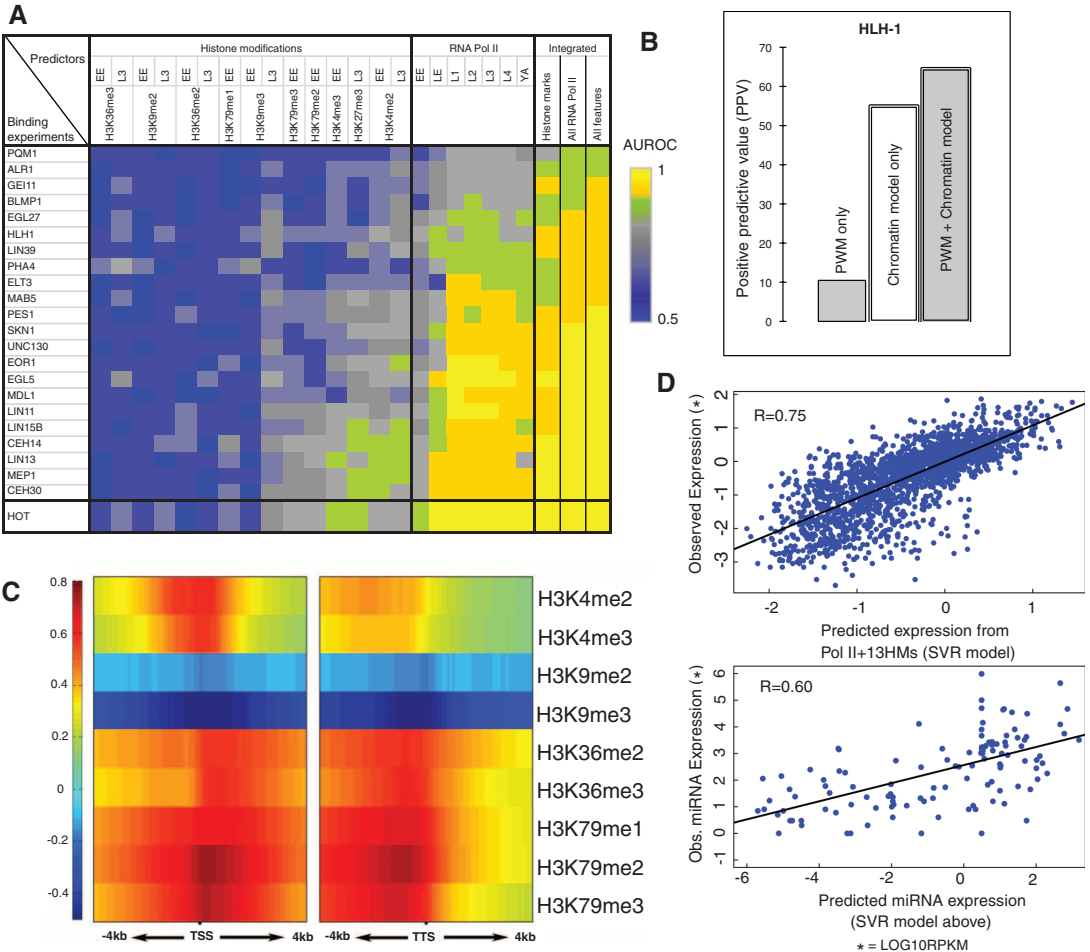 A
Predictors
Binding experiments
Histone modifications
RNA Pol II
Integrated
EE L3 EE L3 EE L3 EE EE L3 EE EE EE L3 EE L3 EE LE L1 L2 L3 L4 YA
H3K36me3 H3K9me2 H3K36me2 H3K79me1 H3K9me3 H3K79me3 H3K79me2 H3K4me3 H3K27me3 H3K4me2
Histone marks
All RNA Pol II
All features
PQM1
ALR1
GEI11
BLMP1
EGL27
HLH1
LIN39
PHA4
ELT3
MAB5
PES1
SKN1
UNC130
EOR1
EGL5
MDL1
LIN11
LIN15B
CEH14
LIN13
MEP1
CEH30
HOT
AUROC
1
0.5
B
HLH-1
Positive predictive value (PPV)
70
60
50
40
30
20
10
0
PWM only
Chromatin model only
PWM + Chromatin model
C
0.8
0.6
0.4
0.2
0
-0.2
-0.4
H3K4me2
H3K4me3
H3K9me2
H3K9me3
H3K36me2
H3K36me3
H3K79me1
H3K79me2
H3K79me3
-4kb TSS 4kb
-4kb TTS 4kb
D
R=0.75
Observed Expression (*)
2
1
0
-1
-2
-3
-2 -1 0 1
Predicted expression from
Pol II+13HMs (SVR model)
R=0.60
Obs. miRNA Expression (*)
6
5
4
3
2
1
0
-1
-6 -4 -2 0 2
Predicted miRNA expression
(SVR model above)
* = LOG10RPKM